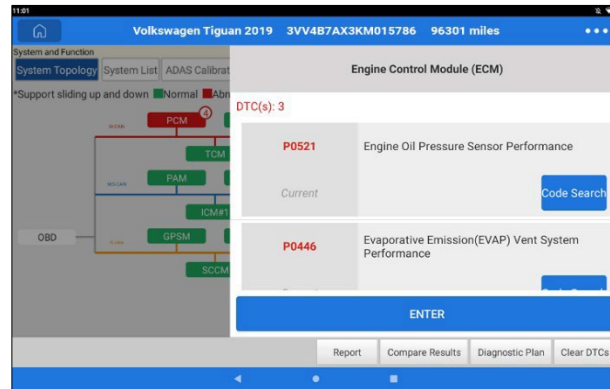 11:01
Volkswagen Tiguan 2019 3VV4B7AX3KM015786 96301 miles
System and Function
System Topology System List ADAS Calibrat
*Support sliding up and down Normal Abn
PCM 4
TCM
PAM
ICM#1
OBD
GPSM
SCCM
Engine Control Module (ECM)
DTC(s): 3
P0521 Engine Oil Pressure Sensor Performance
Current Code Search
P0446 Evaporative Emission(EVAP) Vent System
Performance
ENTER
Report Compare Results Diagnostic Plan Clear DTCs